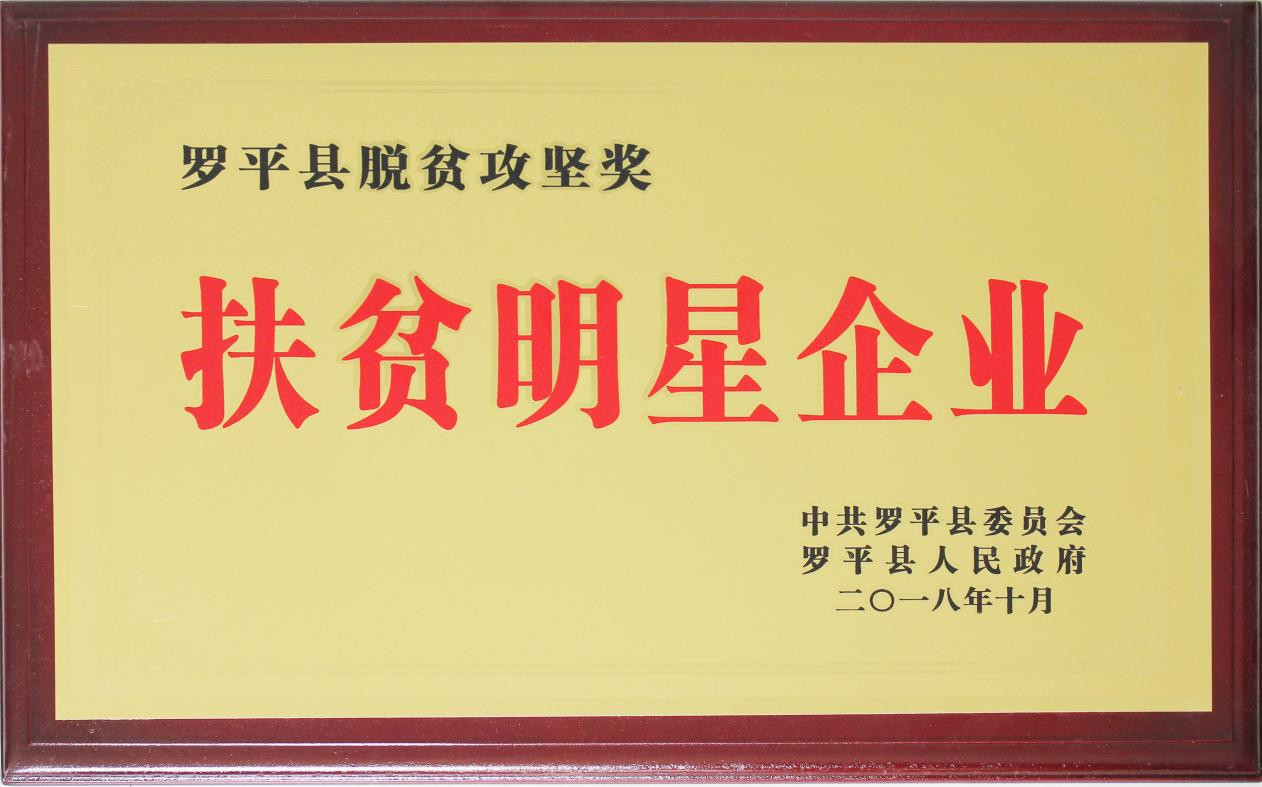 罗平县脱贫攻坚奖
扶贫明星企业
中共罗平县委员会
罗平县人民政府
二〇一八年十月